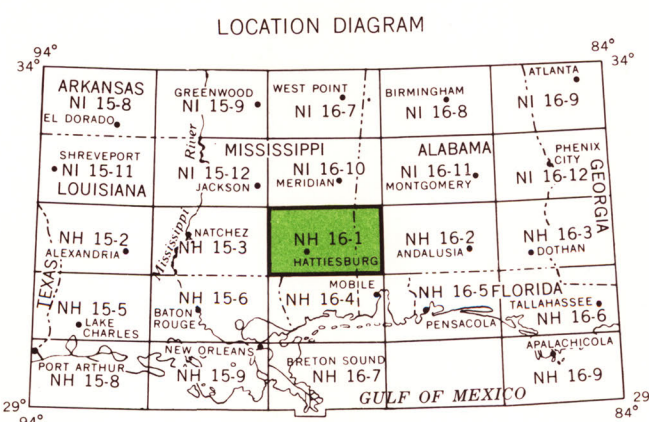 LOCATION DIAGRAM
94°
84°
34°
34°
ARKANSAS
NI 15-8
EL DORADO
GREENWOOD
NI 15-9
WEST POINT
NI 16-7
BIRMINGHAM
NI 16-8
ATLANTA
NI 16-9
River
MISSISSIPPI
ALABAMA
SHREVEPORT
NI 15-11
LOUISIANA
NI 15-12
JACKSON
NI 16-10
MERIDIAN
NI 16-11
MONTGOMERY
PHENIX
CITY
NI 16-12
GEORGIA
TEXAS
NH 15-2
ALEXANDRIA
Mississippi
NATCHEZ
NH 15-3
NH 16-1
HATTIESBURG
NH 16-2
ANDALUSIA
NH 16-3
DOTHAN
NH 15-5
LAKE
CHARLES
NH 15-6
BATON
ROUGE
MOBILE
NH 16-4
NH 16-5
FLORIDA
PENSACOLA
TALLAHASSEE
NH 16-6
PORT ARTHUR
NH 15-8
NEW ORLEANS
NH 15-9
BRETON SOUND
NH 16-7
APALACHICOLA
NH 16-9
GULF OF MEXICO
29°
94°
29
84°